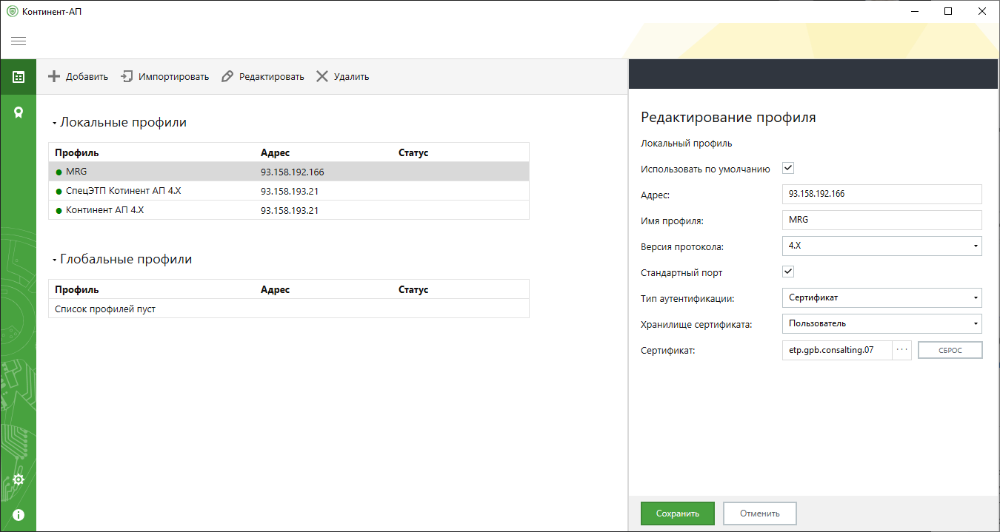 Континент-АП
Добавить Импортировать Редактировать Удалить
Локальные профили
Профиль Адрес Статус
MRG 93.158.192.166
СпецЭТП Котинент АП 4.X 93.158.193.21
Континент АП 4.X 93.158.193.21
Глобальные профили
Профиль Адрес Статус
Список профилей пуст
Редактирование профиля
Локальный профиль
Использовать по умолчанию
Адрес: 93.158.192.166
Имя профиля: MRG
Версия протокола: 4.X
Стандартный порт
Тип аутентификации: Сертификат
Хранилище сертификата: Пользователь
Сертификат: etp.gpb.consalting.07 ... СБРОС
Сохранить Отменить